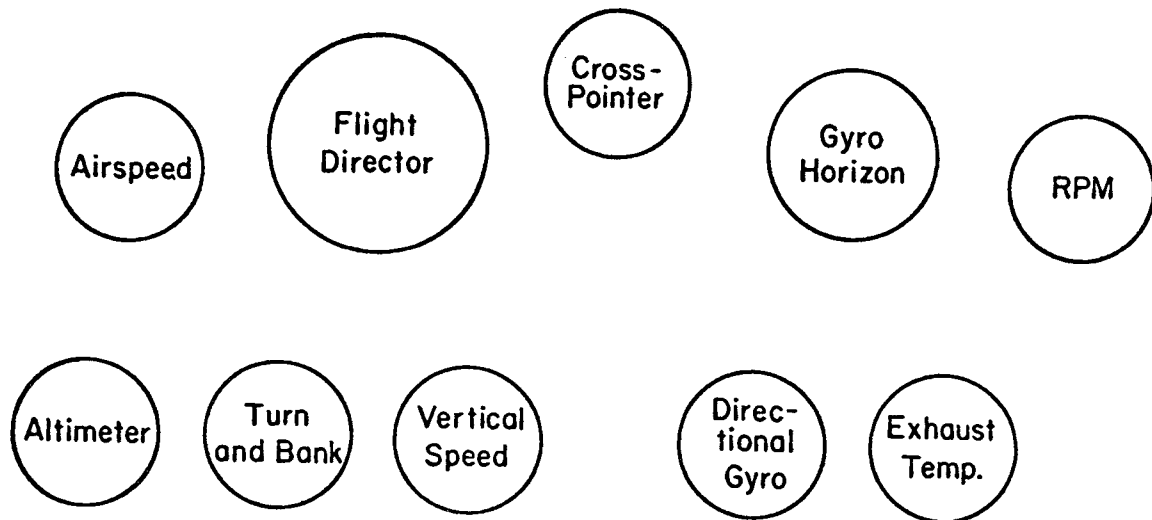 Airspeed
Flight
Director
Cross-
Pointer
Gyro
Horizon
RPM
Altimeter
Turn
and Bank
Vertical
Speed
Direc-
tional
Gyro
Exhaust
Temp.